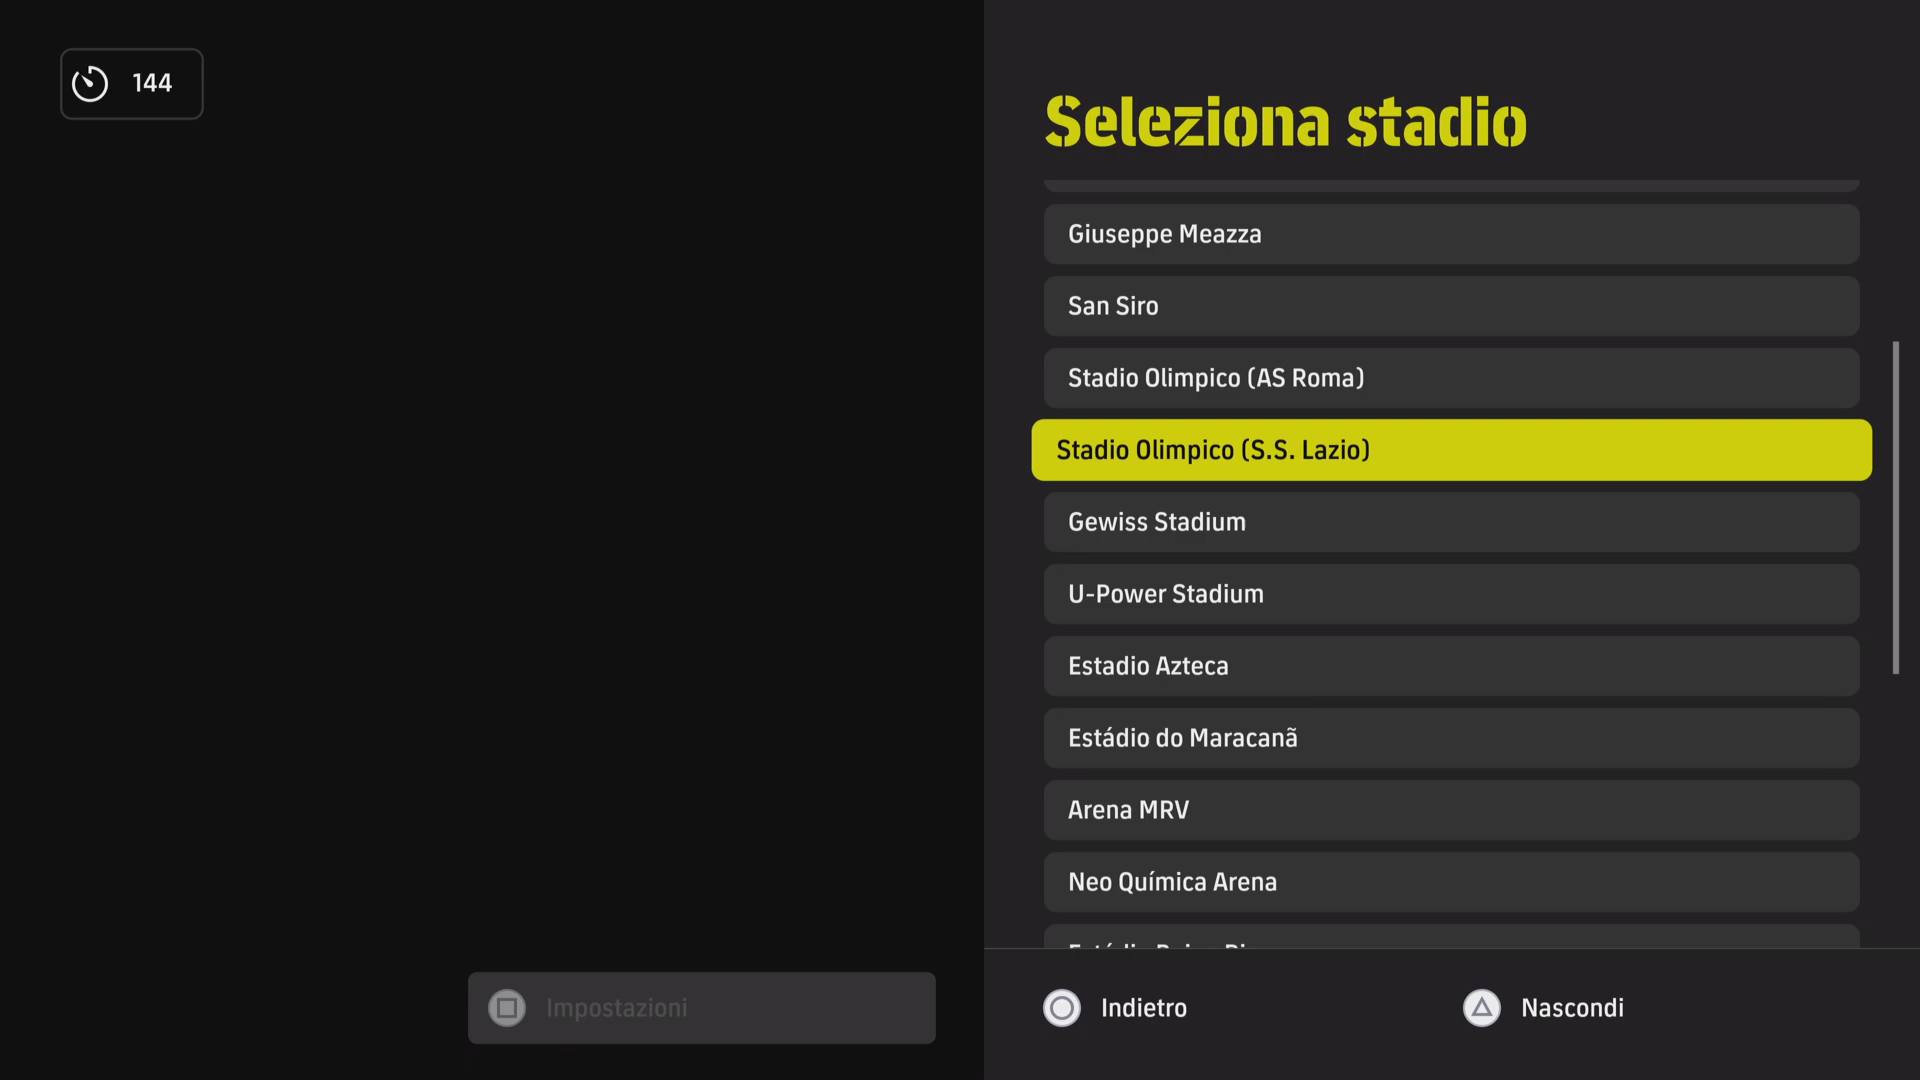 144
Seleziona stadio
Giuseppe Meazza
San Siro
Stadio Olimpico (AS Roma)
Stadio Olimpico (S.S. Lazio)
Gewiss Stadium
U-Power Stadium
Estadio Azteca
Estádio do Maracanã
Arena MRV
Neo Química Arena
Impostazioni
Indietro
Nascondi